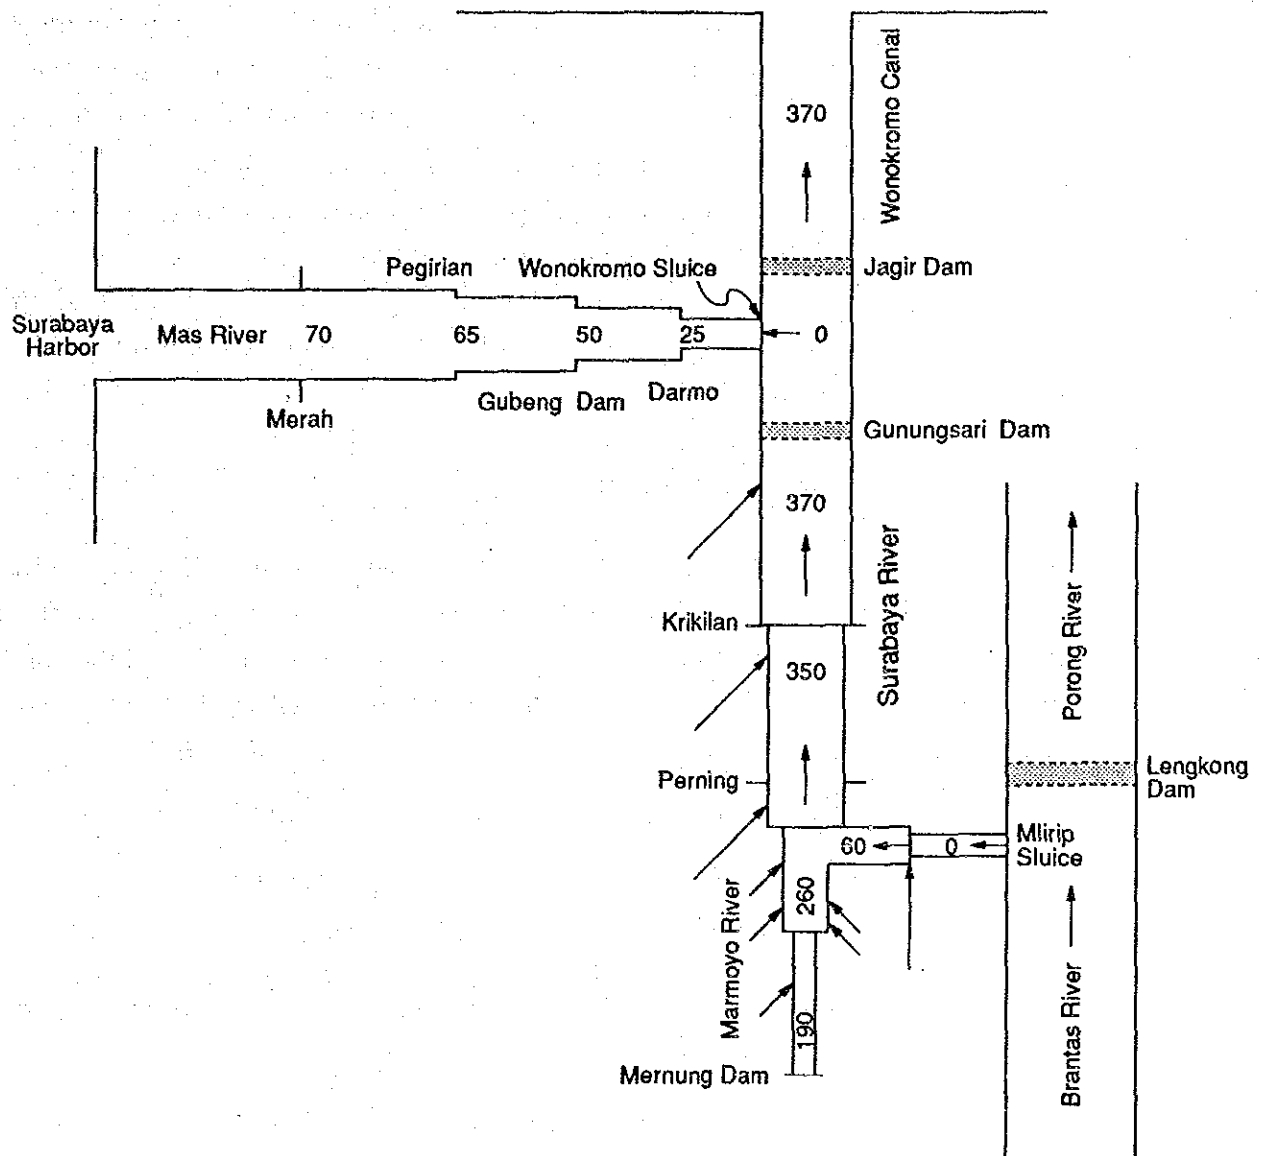 Wonokromo Canal
370
Pegirian
Wonokromo Sluice
Jagir Dam
Surabaya
Harbor
Mas River
70
65
50
25
0
Merah
Gubeng Dam
Darmo
Gunungsari Dam
370
Surabaya River
Krikilan
350
Porong River
Perning
Lengkong
Dam
60
0
Mlirip
Sluice
260
Marmoyo River
190
Brantas River
Mernung Dam